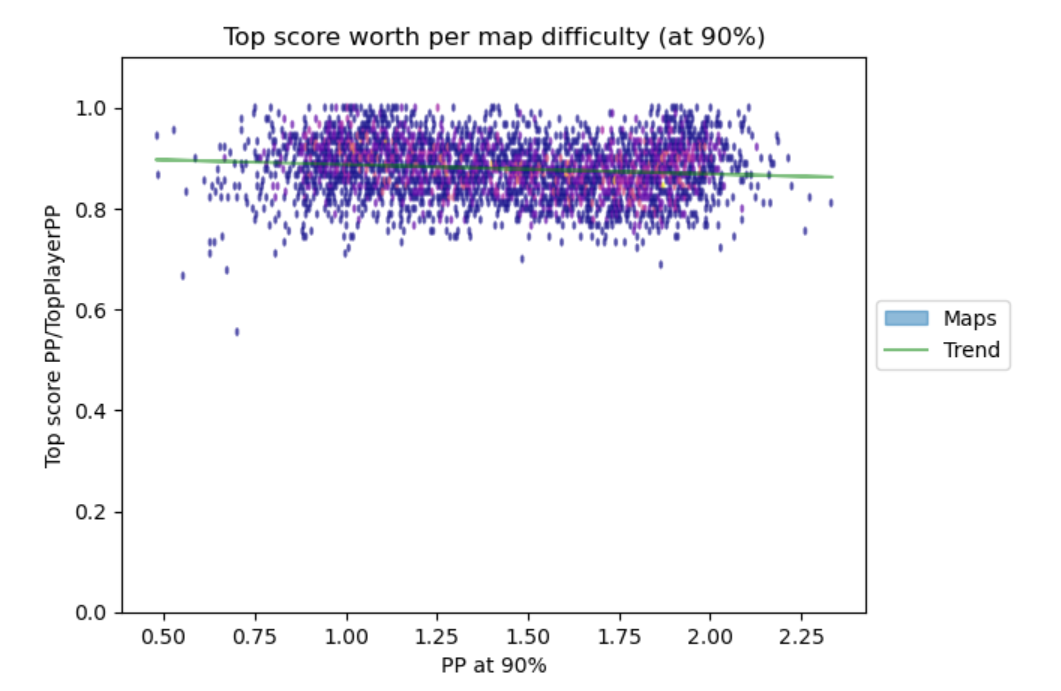 Top score worth per map difficulty (at 90%)
Top score PP/TopPlayerPP
1.0
0.8
0.6
0.4
0.2
0.0
0.50 0.75 1.00 1.25 1.50 1.75 2.00 2.25
PP at 90%
Maps
Trend